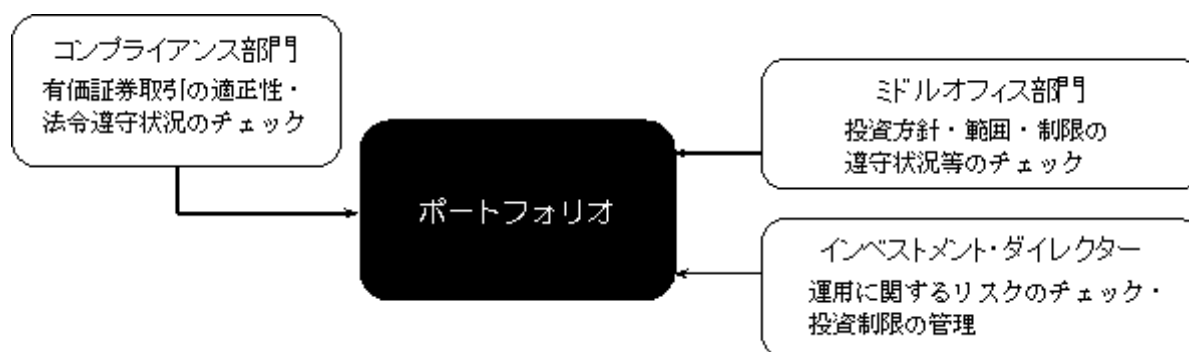 コンプライアンス部門
有価証券取引の適正性・
法令遵守状況のチェック
ポートフォリオ
ミドルオフィス部門
投資方針・範囲・制限の
遵守状況等のチェック
インベストメント・ダイレクター
運用に関するリスクのチェック・
投資制限の管理